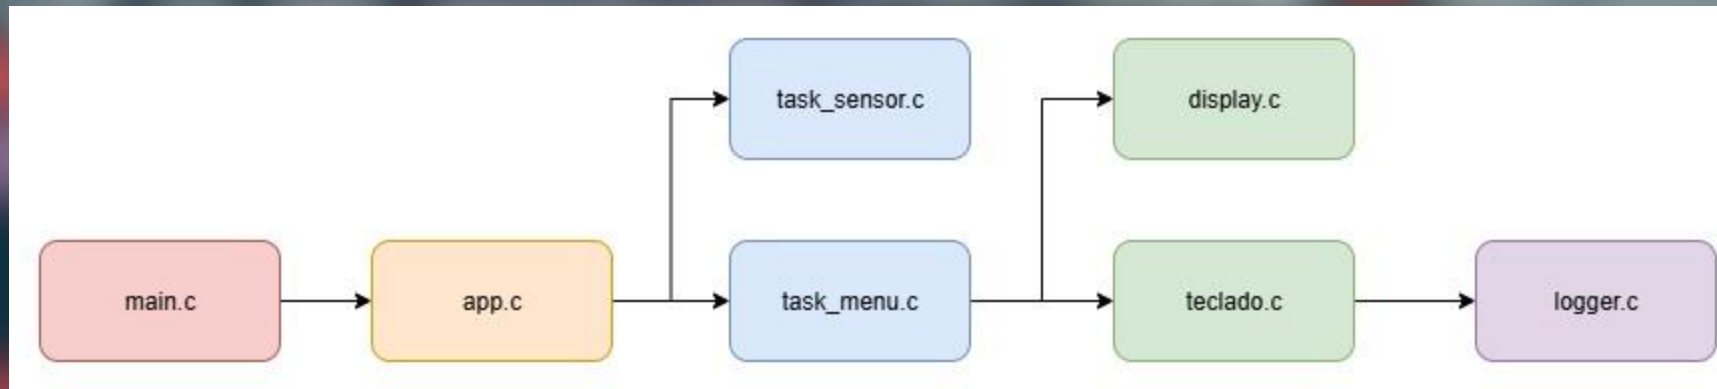 task_sensor.c
display.c
main.c
app.c
task_menu.c
teclado.c
logger.c